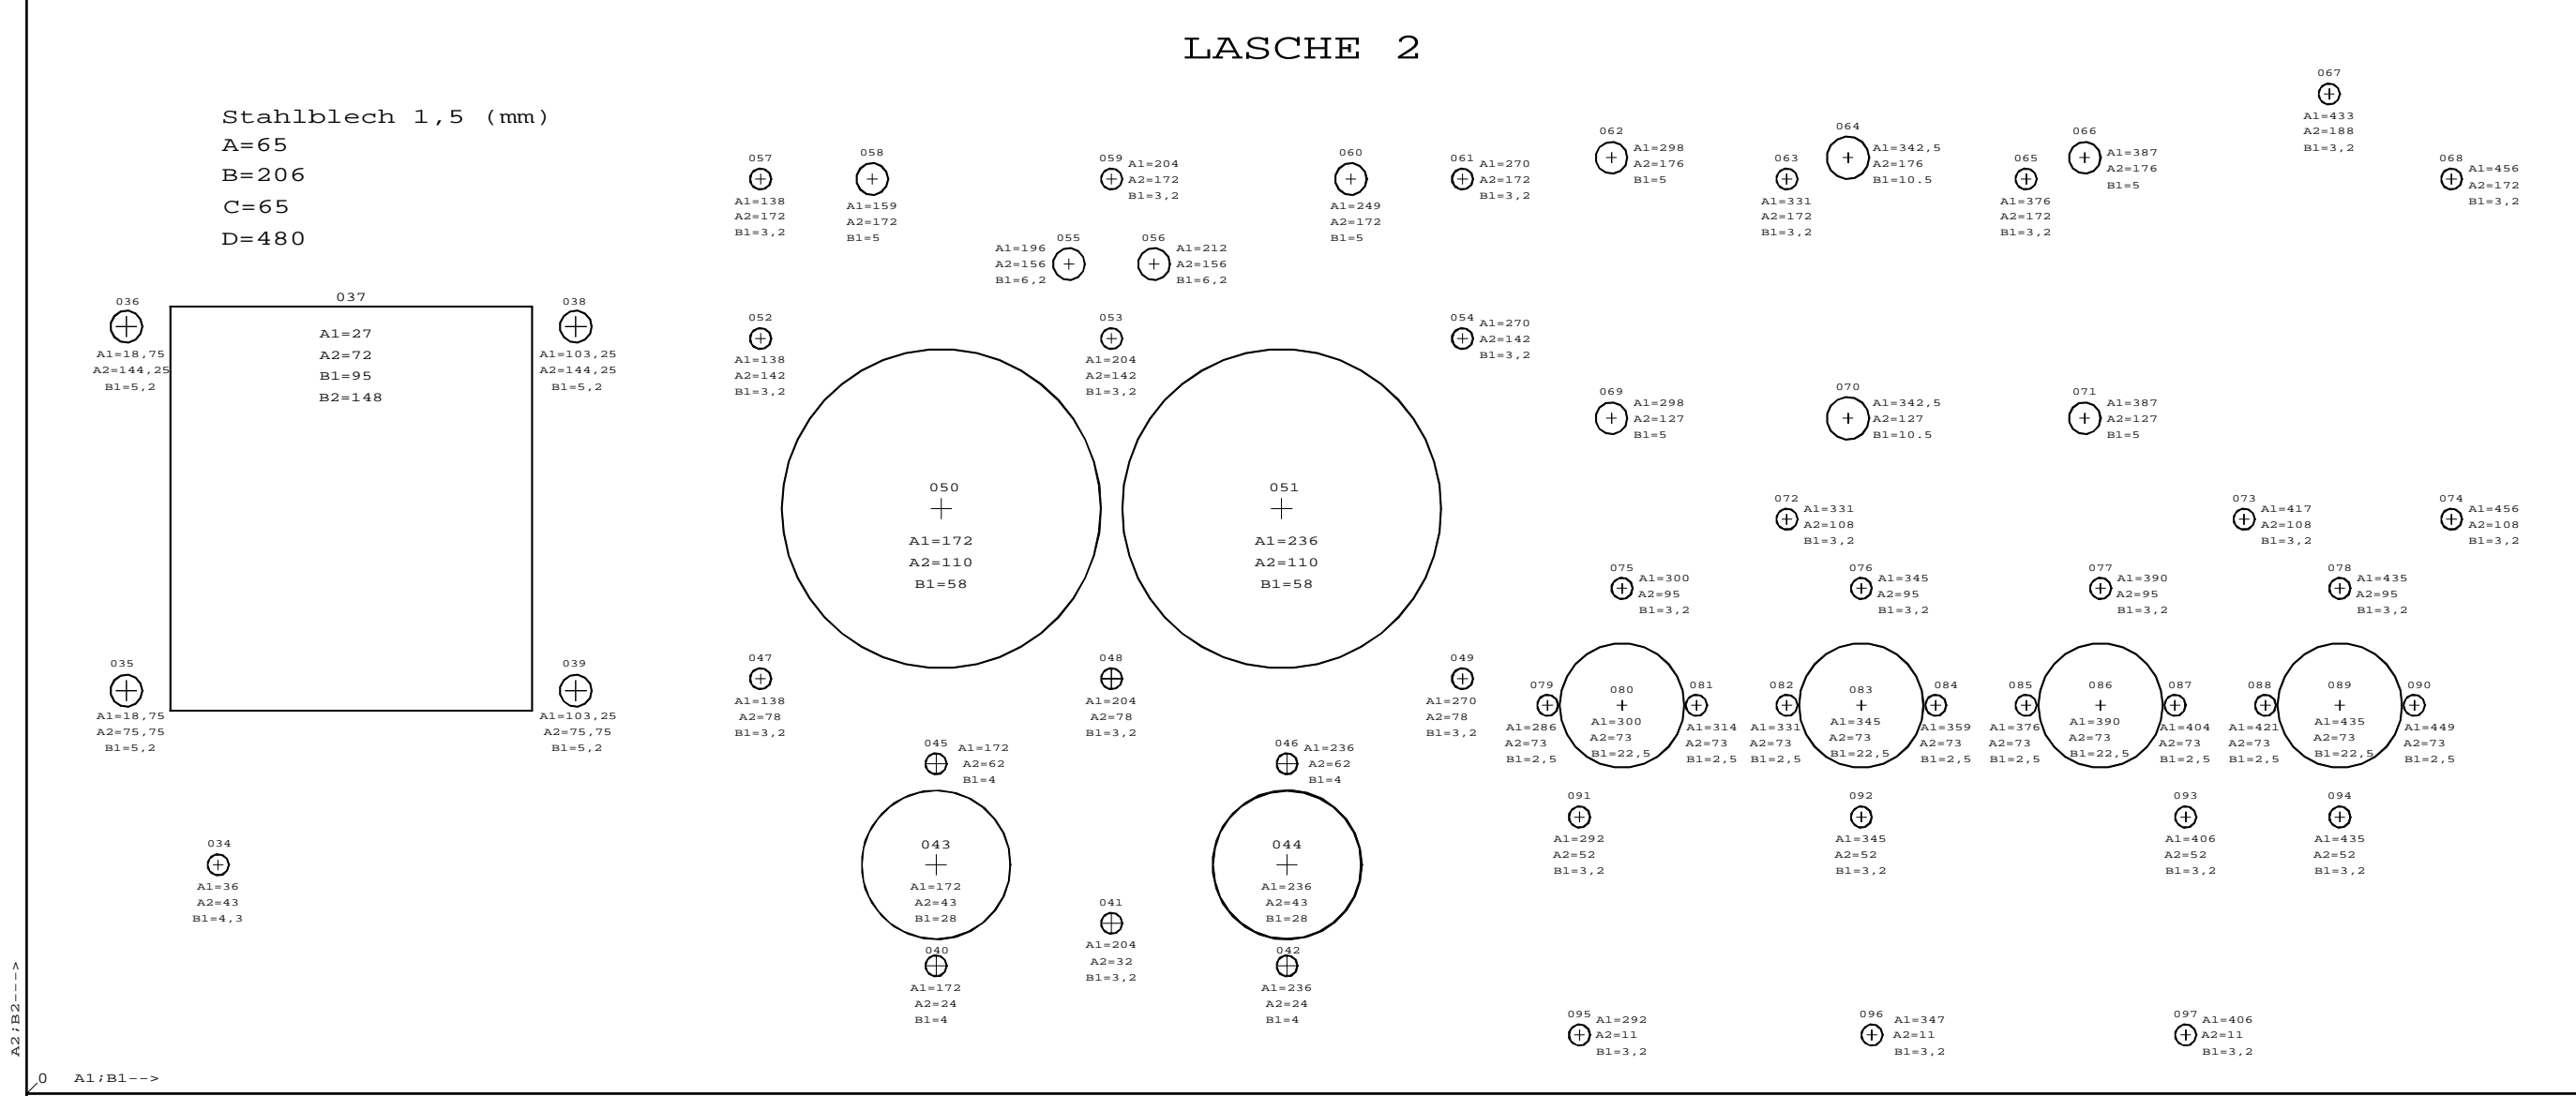 LASCHE 2
Stahlblech 1,5 (mm)
A=65
B=206
C=65
D=480
067
A1=433
A2=188
B1=3,2
057
A1=138
A2=172
B1=3,2
058
A1=159
A2=172
B1=5
059
A1=204
A2=172
B1=3,2
060
A1=249
A2=172
B1=5
061
A1=270
A2=172
B1=3,2
062
A1=298
A2=176
B1=5
063
A1=331
A2=172
B1=3,2
064
A1=342,5
A2=176
B1=10.5
065
A1=376
A2=172
B1=3,2
066
A1=387
A2=176
B1=5
068
A1=456
A2=172
B1=3,2
055
A1=196
A2=156
B1=6,2
056
A1=212
A2=156
B1=6,2
036
A1=18,75
A2=144,25
B1=5,2
037
A1=27
A2=72
B1=95
B2=148
038
A1=103,25
A2=144,25
B1=5,2
052
A1=138
A2=142
B1=3,2
053
A1=204
A2=142
B1=3,2
054
A1=270
A2=142
B1=3,2
069
A1=298
A2=127
B1=5
070
A1=342,5
A2=127
B1=10.5
071
A1=387
A2=127
B1=5
050
A1=172
A2=110
B1=58
051
A1=236
A2=110
B1=58
072
A1=331
A2=108
B1=3,2
073
A1=417
A2=108
B1=3,2
074
A1=456
A2=108
B1=3,2
075
A1=300
A2=95
B1=3,2
076
A1=345
A2=95
B1=3,2
077
A1=390
A2=95
B1=3,2
078
A1=435
A2=95
B1=3,2
035
A1=18,75
A2=75,75
B1=5,2
039
A1=103,25
A2=75,75
B1=5,2
047
A1=138
A2=78
B1=3,2
048
A1=204
A2=78
B1=3,2
049
A1=270
A2=78
B1=3,2
079
A1=286
A2=73
B1=2,5
080
A1=300
A2=73
B1=22,5
081
A1=314
A2=73
B1=2,5
082
A1=331
A2=73
B1=2,5
083
A1=345
A2=73
B1=22,5
084
A1=359
A2=73
B1=2,5
085
A1=376
A2=73
B1=2,5
086
A1=390
A2=73
B1=22,5
087
A1=404
A2=73
B1=2,5
088
A1=421
A2=73
B1=2,5
089
A1=435
A2=73
B1=22,5
090
A1=449
A2=73
B1=2,5
045
A1=172
A2=62
B1=4
046
A1=236
A2=62
B1=4
091
A1=292
A2=52
B1=3,2
092
A1=345
A2=52
B1=3,2
093
A1=406
A2=52
B1=3,2
094
A1=435
A2=52
B1=3,2
034
A1=36
A2=43
B1=4,3
043
A1=172
A2=43
B1=28
044
A1=236
A2=43
B1=28
041
A1=204
A2=32
B1=3,2
040
A1=172
A2=24
B1=4
042
A1=236
A2=24
B1=4
095
A1=292
A2=11
B1=3,2
096
A1=347
A2=11
B1=3,2
097
A1=406
A2=11
B1=3,2
A2;B2---->
0 A1;B1-->